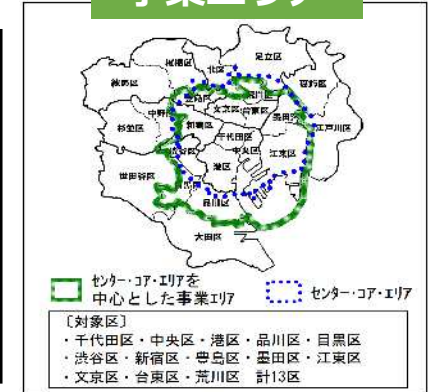 事業エリア
足立区
板橋区
北区
練馬区
葛飾区
豊島区
荒川区
文京区
台東区
墨田区
中野区
新宿区
江戸川区
杉並区
千代田区
中央区
渋谷区
江東区
港区
世田谷区
目黒区
品川区
大田区
センター・コア・エリアを
中心とした事業エリア
センター・コア・エリア
〔対象区〕
・千代田区・中央区・港区・品川区・目黒区
・渋谷区・新宿区・豊島区・墨田区・江東区
・文京区・台東区・荒川区 計13区